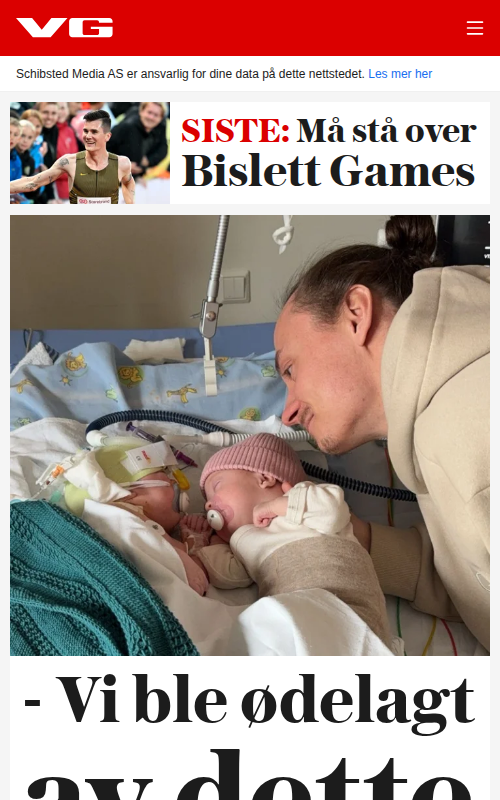 VG
Schibsted Media AS er ansvarlig for dine data på dette nettstedet. Les mer her
SISTE: Må stå over
Bislett Games
- Vi ble ødelagt
av dette